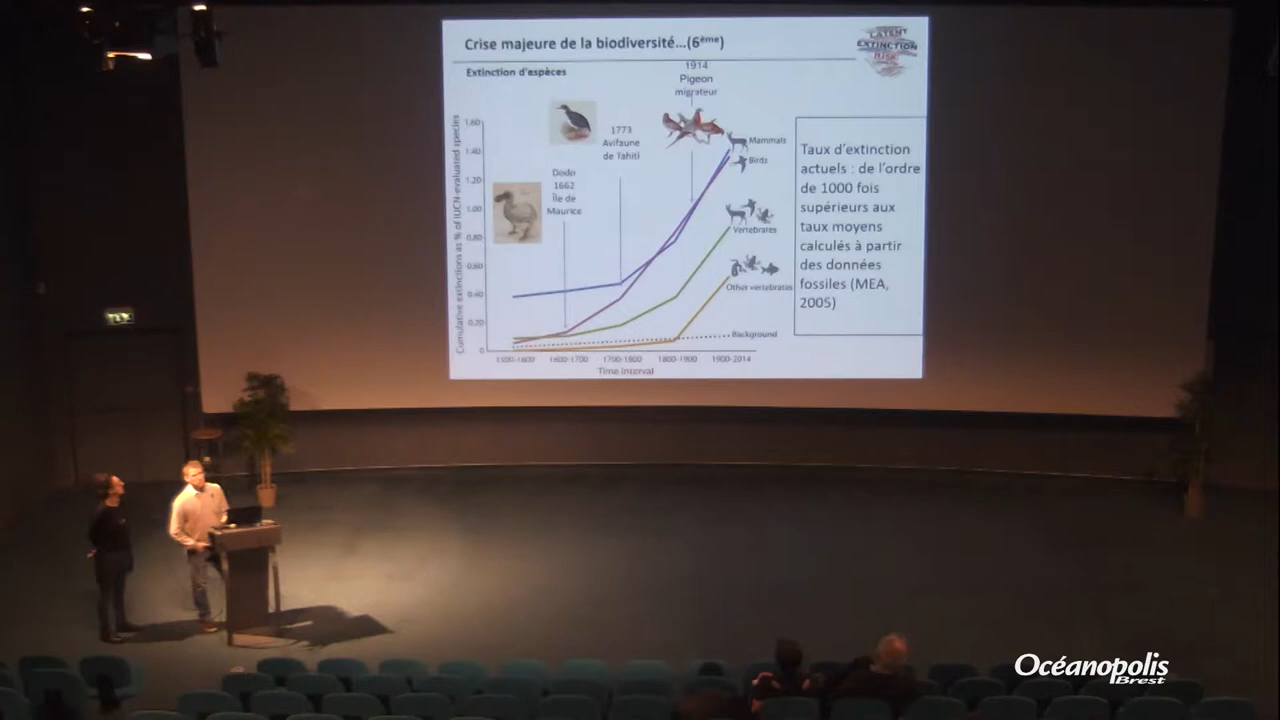 Crise majeure de la biodiversité...(6ème)
LATENT
EXTINCTION
RISK
Extinction d'espèces
1914
Pigeon
migrateur
1773
Avifaune
de Tahiti
Dodo
1662
Île de
Maurice
Cumulative extinctions as % of IUCN-evaluated species
1.60
1.40
1.20
1.00
0.80
0.60
0.40
0.20
0
Mammals
Birds
Vertebrates
Other vertebrates
Background
1500-1600
1600-1700
1700-1800
1800-1900
1900-2014
Time interval
Taux d'extinction
actuels : de l'ordre
de 1000 fois
supérieurs aux
taux moyens
calculés à partir
des données
fossiles (MEA,
2005)
Océanopolis
Brest